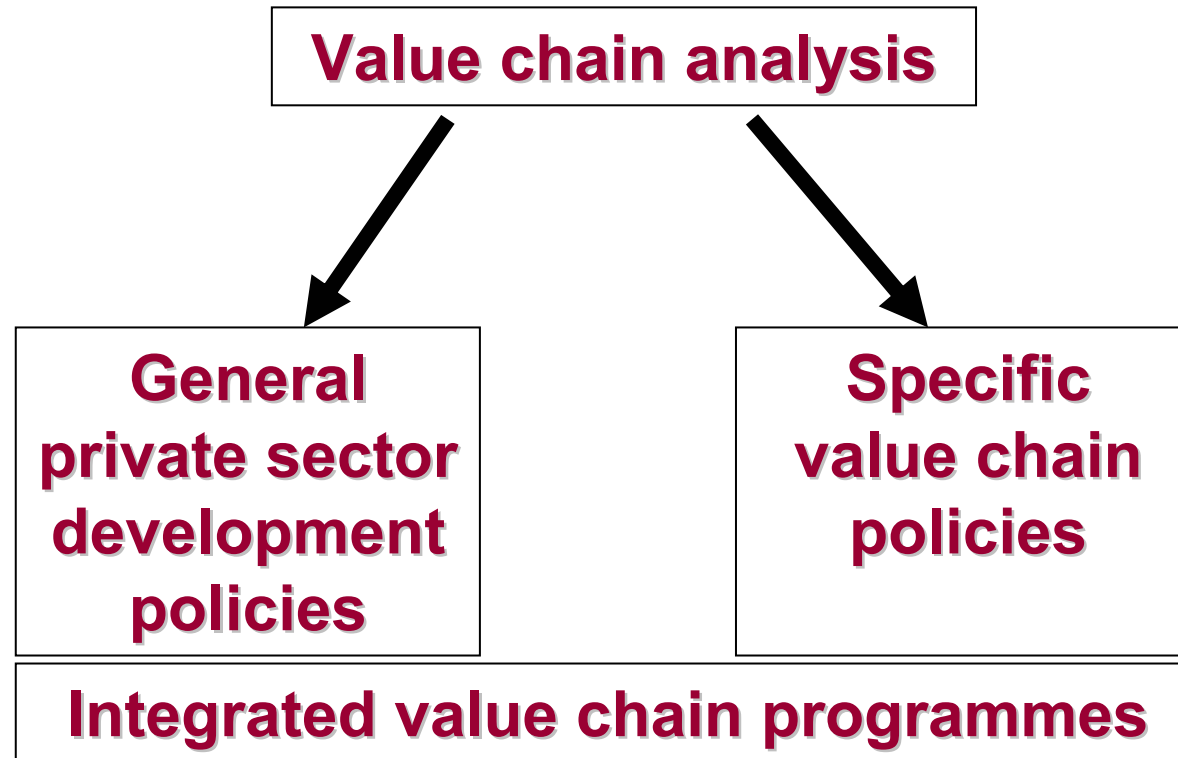 Value chain analysis
General
private sector
development
policies
Specific
value chain
policies
Integrated value chain programmes